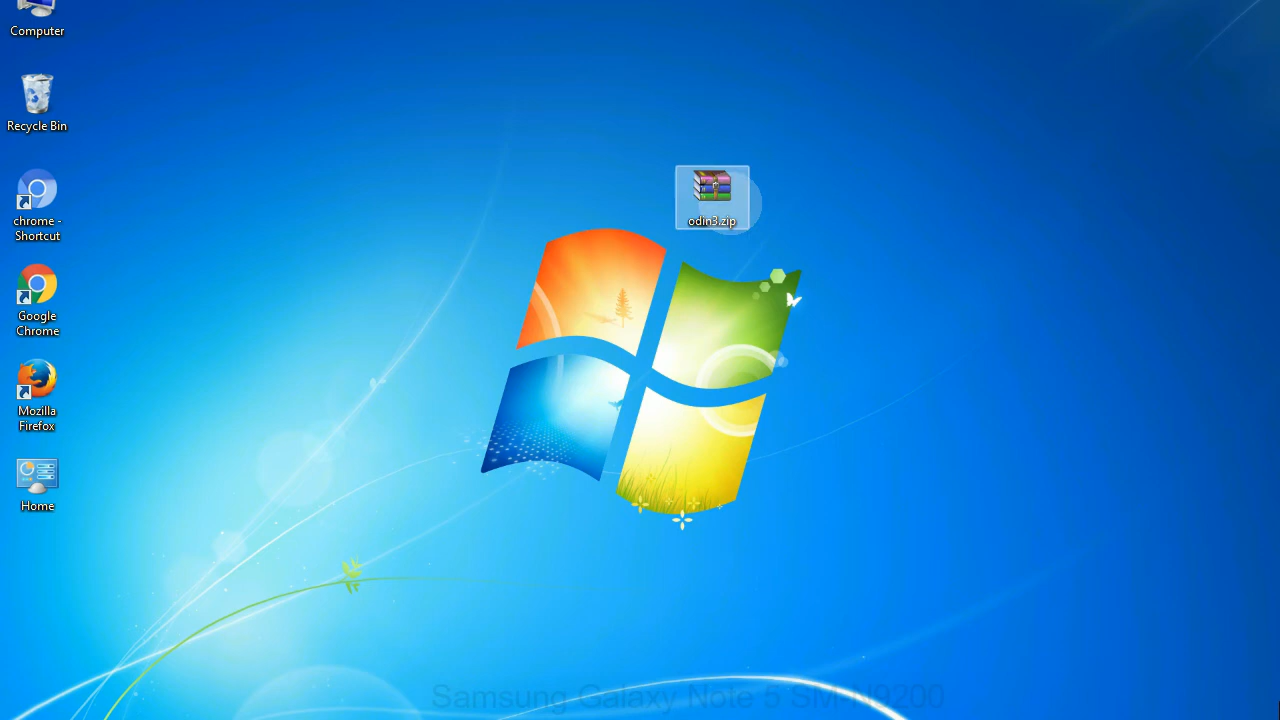 Computer
Recycle Bin
chrome -
Shortcut
Google
Chrome
Mozilla
Firefox
Home
odin3.zip
Samsung Galaxy Note 5 SM-N9200